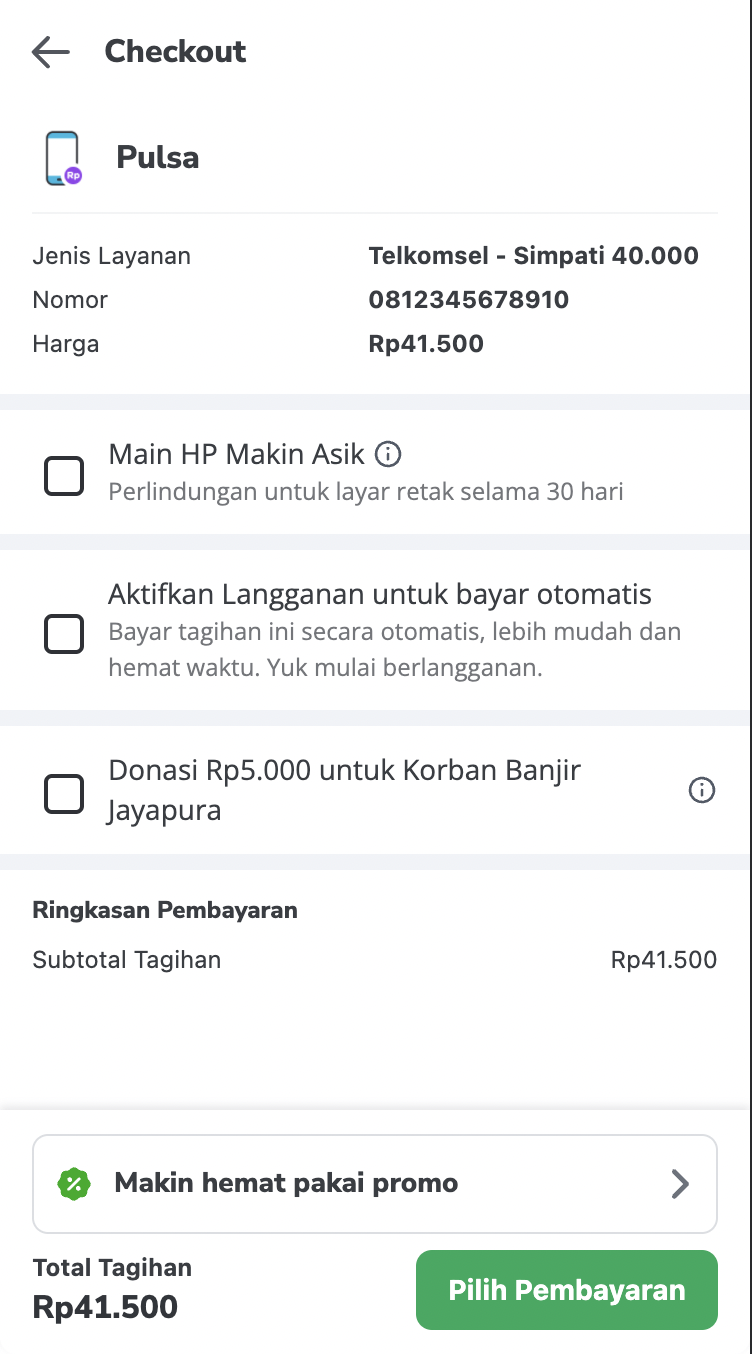 Checkout
Pulsa
Rp
Jenis Layanan Telkomsel - Simpati 40.000
Nomor 0812345678910
Harga Rp41.500
Main HP Makin Asik
Perlindungan untuk layar retak selama 30 hari
Aktifkan Langganan untuk bayar otomatis
Bayar tagihan ini secara otomatis, lebih mudah dan
hemat waktu. Yuk mulai berlangganan.
Donasi Rp5.000 untuk Korban Banjir
Jayapura
Ringkasan Pembayaran
Subtotal Tagihan Rp41.500
Makin hemat pakai promo
Total Tagihan
Rp41.500
Pilih Pembayaran